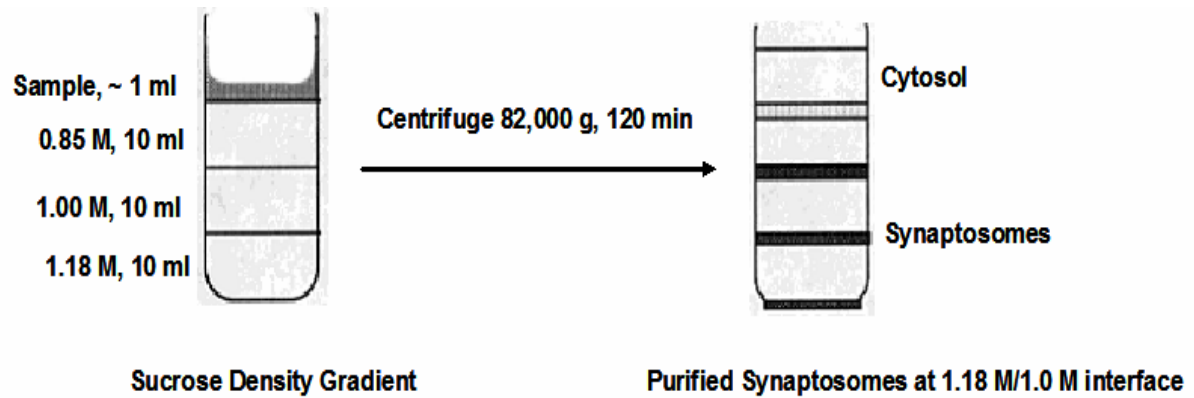 Sample, ~ 1 ml
0.85 M, 10 ml
1.00 M, 10 ml
1.18 M, 10 ml
Centrifuge 82,000 g, 120 min
Cytosol
Synaptosomes
Sucrose Density Gradient
Purified Synaptosomes at 1.18 M/1.0 M interface